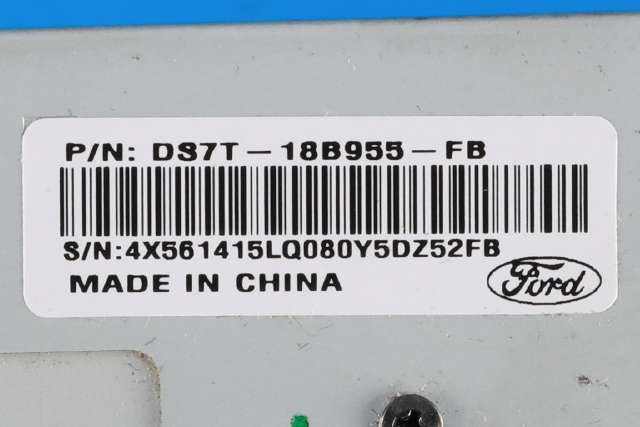 P/N: DS7T-18B955-FB
S/N:4X561415LQ080Y5DZ52FB
MADE IN CHINA
Ford